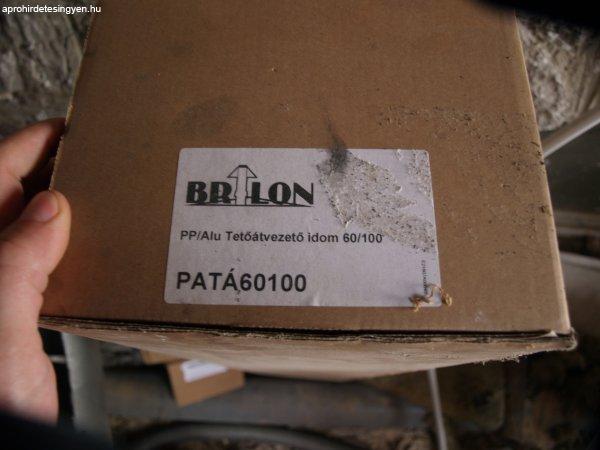 aprohirdetesingyen.hu
BRILON
PP/Alu Tetőátvezető idom 60/100
PATÁ60100